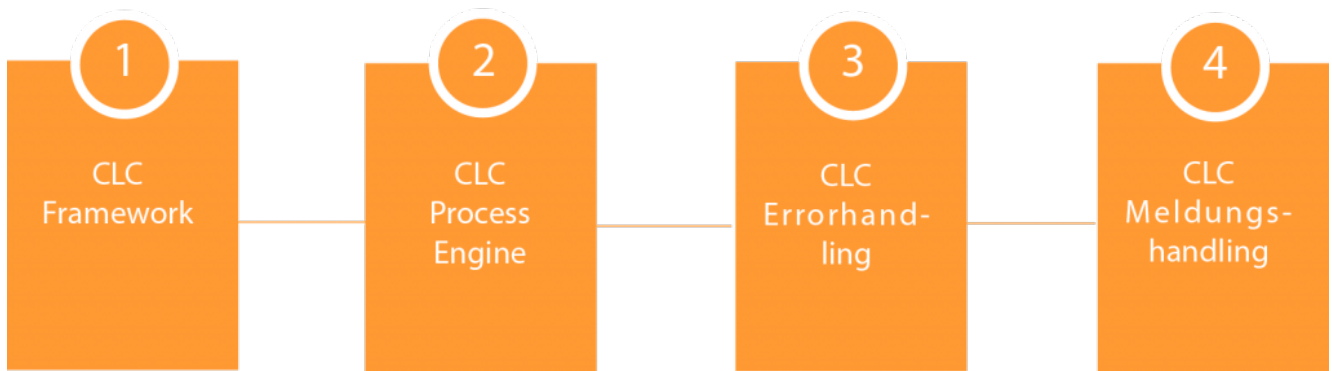 1
CLC
Framework
2
CLC
Process
Engine
3
CLC
Errorhand-
ling
4
CLC
Meldungs-
handling